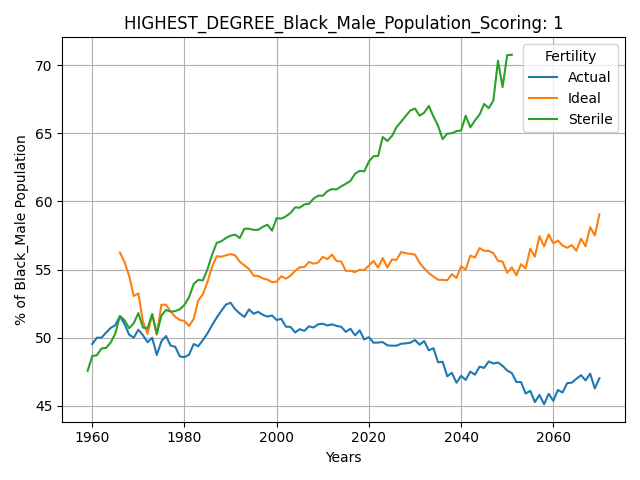 HIGHEST_DEGREE_Black_Male_Population_Scoring: 1
% of Black_Male Population
70
65
60
55
50
45
1960
1980
2000
2020
2040
2060
Years
Fertility
Actual
Ideal
Sterile